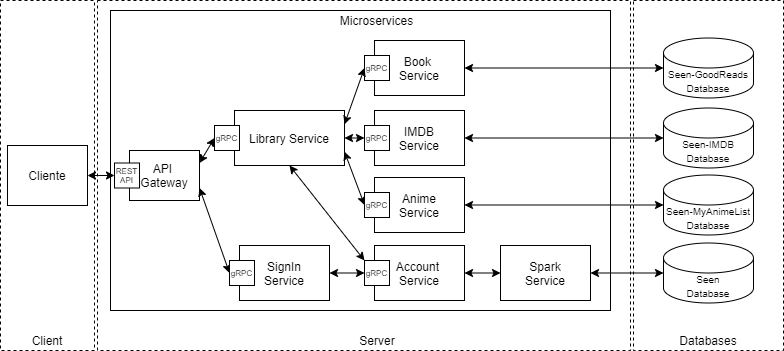 Microservices
Cliente
REST
API
API
Gateway
gRPC
Library Service
gRPC
Book
Service
gRPC
IMDB
Service
gRPC
Anime
Service
gRPC
SignIn
Service
gRPC
Account
Service
Spark
Service
Seen-GoodReads
Database
Seen-IMDB
Database
Seen-MyAnimeList
Database
Seen
Database
Client
Server
Databases